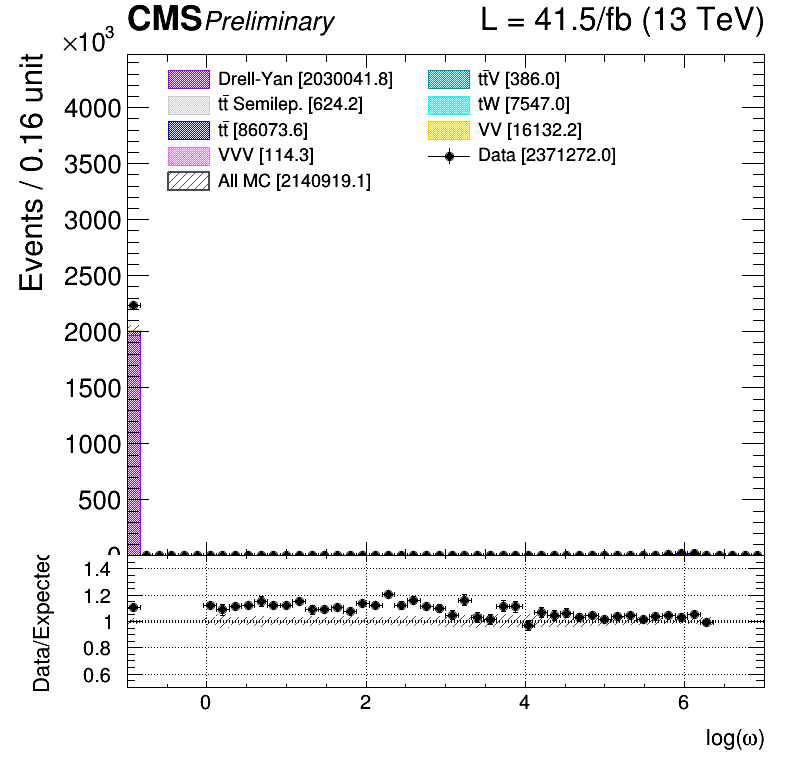 CMS Preliminary L = 41.5/fb (13 TeV)
×10³
Events / 0.16 unit
Drell-Yan [2030041.8]
tt̄ Semilep. [624.2]
tt̄ [86073.6]
VVV [114.3]
All MC [2140919.1]
tt̄V [386.0]
tW [7547.0]
VV [16132.2]
Data [2371272.0]
4000
3500
3000
2500
2000
1500
1000
500
0
Data/Expected
1.4
1.2
1
0.8
0.6
0 2 4 6
log(ω)